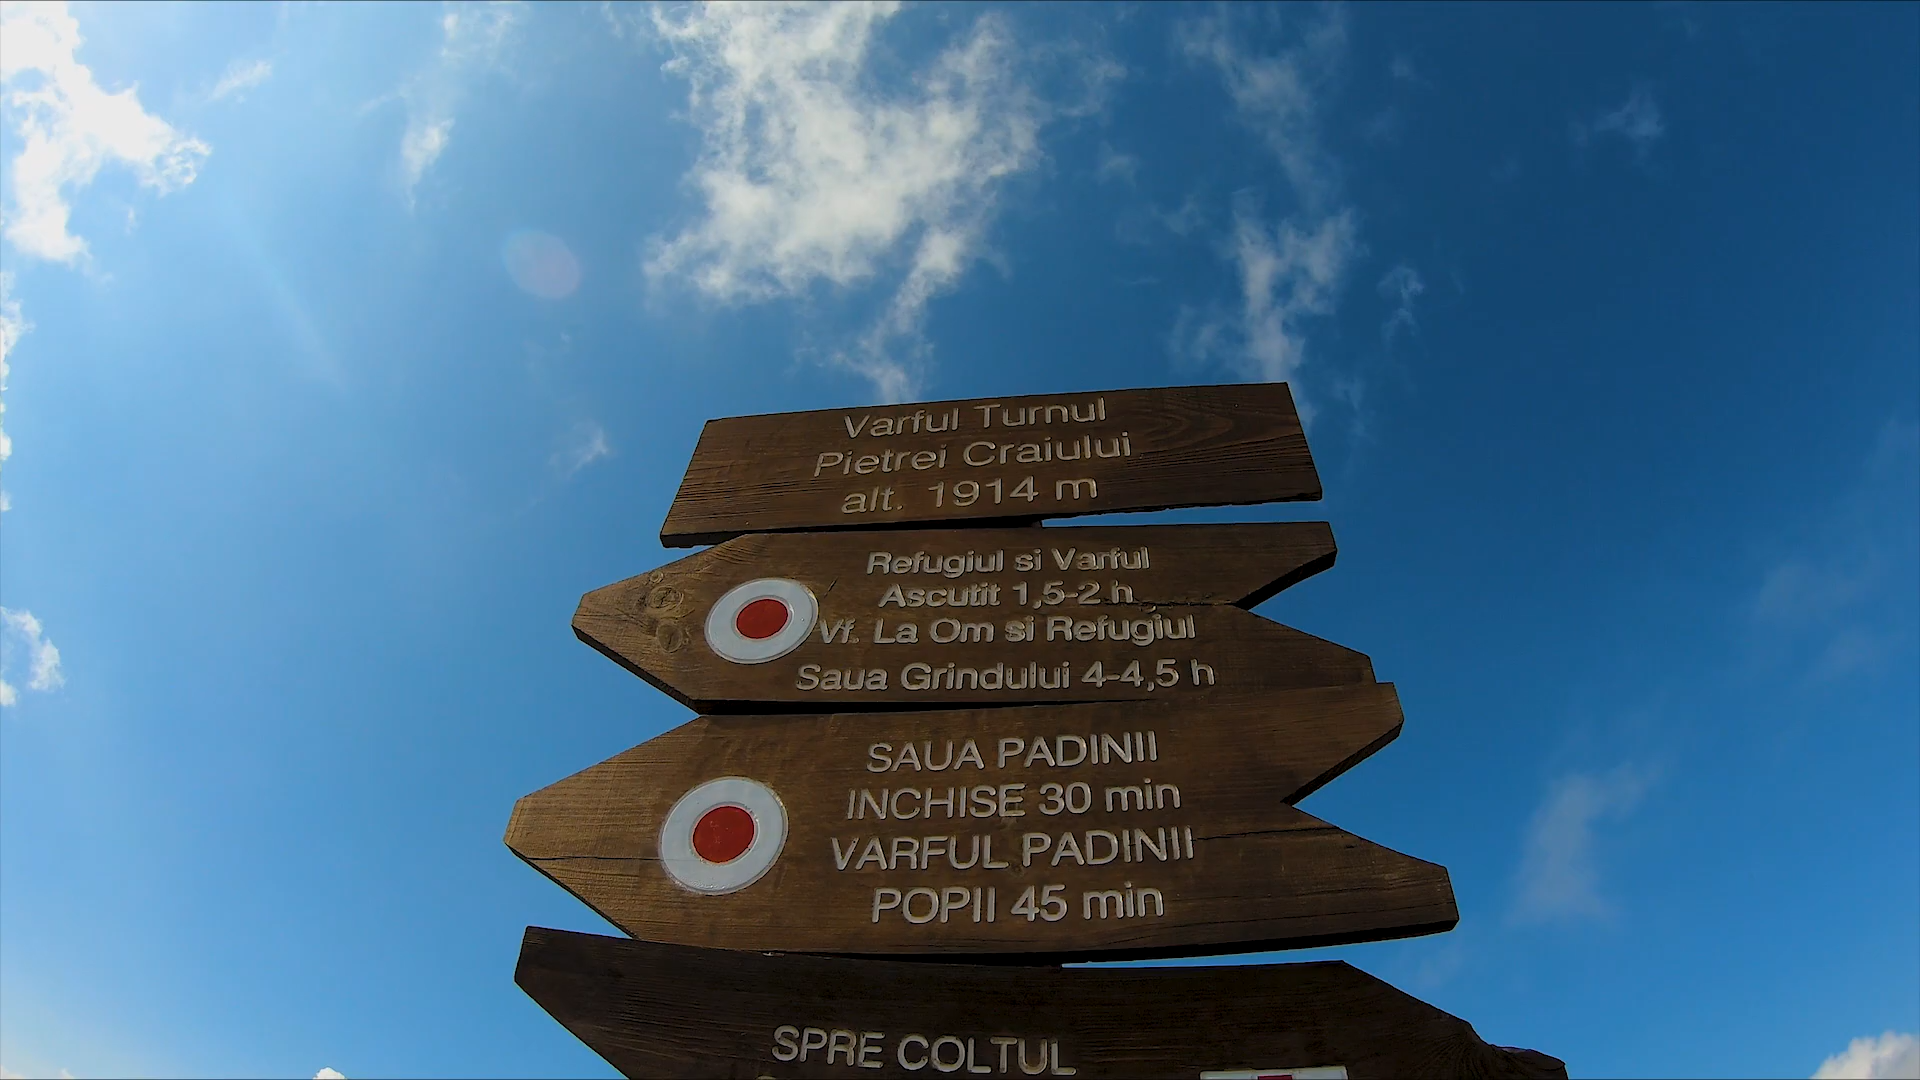 Varful Turnul
Pietrei Craiului
alt. 1914 m
Refugiul si Varful
Ascutit 1,5-2 h
Vf. La Om si Refugiul
Saua Grindului 4-4,5 h
SAUA PADINII
INCHISE 30 min
VARFUL PADINII
POPII 45 min
SPRE COLTUL